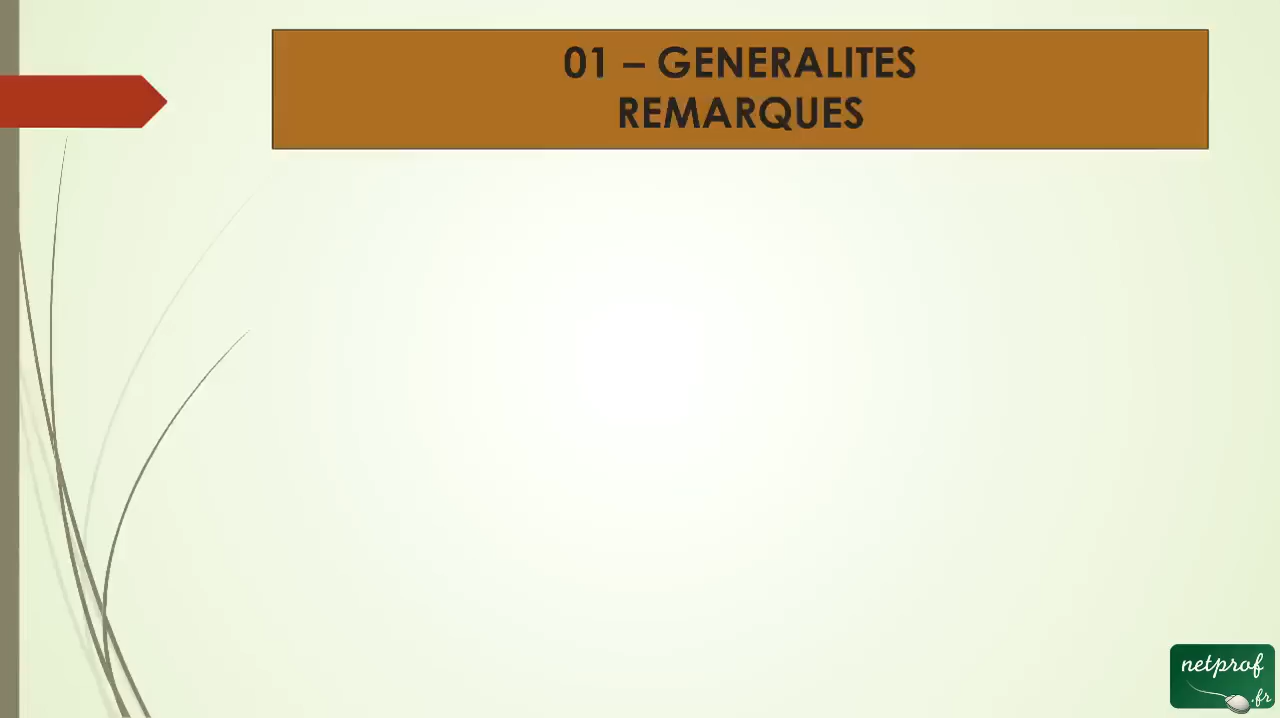 01 – GENERALITES
REMARQUES
netprof
.fr